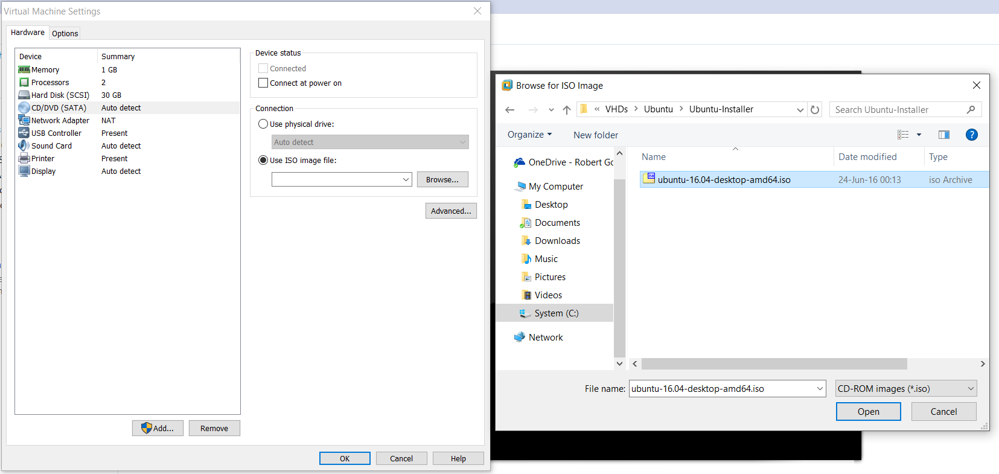 Virtual Machine Settings
Hardware
Options
Device Summary
Memory 1 GB
Processors 2
Hard Disk (SCSI) 30 GB
CD/DVD (SATA) Auto detect
Network Adapter NAT
USB Controller Present
Sound Card Auto detect
Printer Present
Display Auto detect
Add...
Remove
Device status
Connected
Connect at power on
Connection
Use physical drive:
Auto detect
Use ISO image file:
Browse...
Advanced...
OK
Cancel
Help
Browse for ISO Image
« VHDs > Ubuntu > Ubuntu-Installer
Search Ubuntu-Installer
Organize
New folder
OneDrive - Robert Go
My Computer
Desktop
Documents
Downloads
Music
Pictures
Videos
System (C:)
Network
Name Date modified Type
ubuntu-16.04-desktop-amd64.iso 24-Jun-16 00:13 iso Archive
File name: ubuntu-16.04-desktop-amd64.iso
CD-ROM images (*.iso)
Open
Cancel